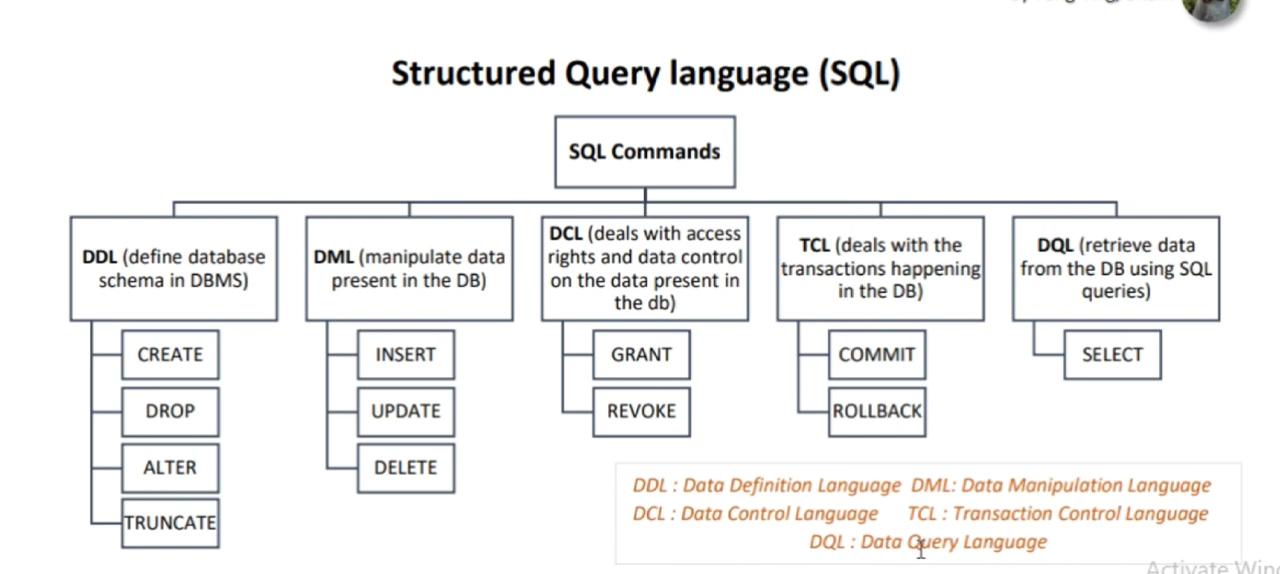 Structured Query language (SQL)
SQL Commands
DDL (define database
schema in DBMS)
CREATE
DROP
ALTER
TRUNCATE
DML (manipulate data
present in the DB)
INSERT
UPDATE
DELETE
DCL (deals with access
rights and data control
on the data present in
the db)
GRANT
REVOKE
TCL (deals with the
transactions happening
in the DB)
COMMIT
ROLLBACK
DQL (retrieve data
from the DB using SQL
queries)
SELECT
DDL : Data Definition Language DML: Data Manipulation Language
DCL : Data Control Language TCL : Transaction Control Language
DQL : Data Query Language
Activate